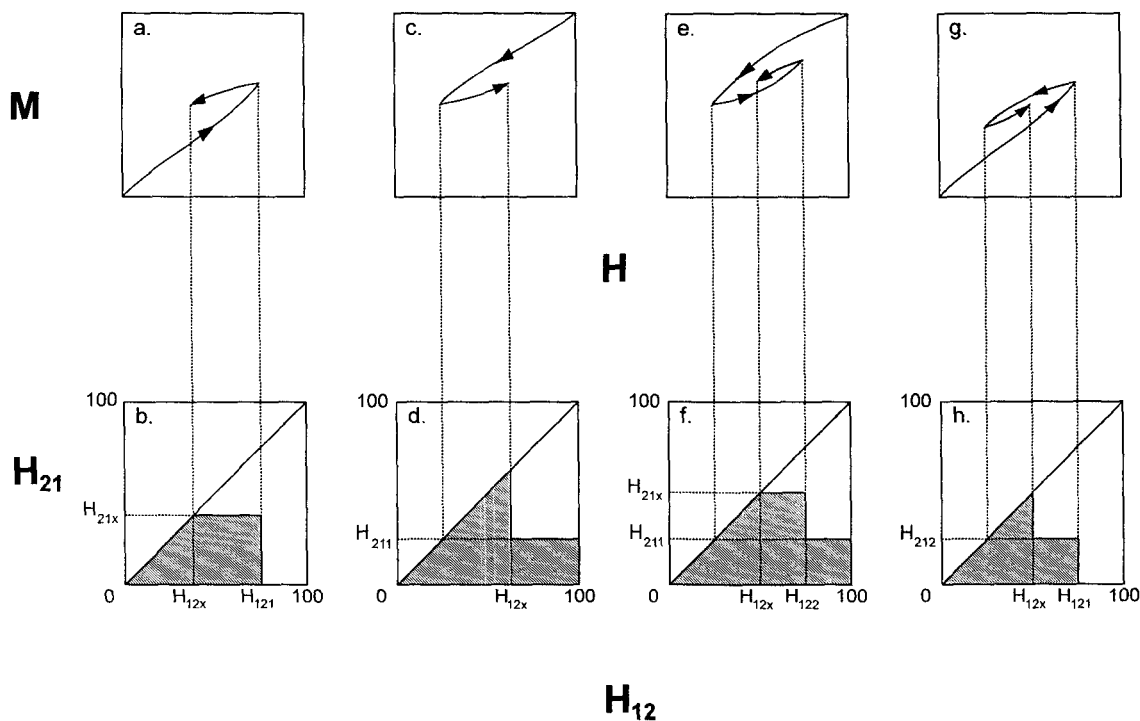 a. c. e. g.
M
H
100 100 100 100
b. d. f. h.
H21
H21x H211 H21x H211 H212
0 H12x H121 100 0 H12x 100 0 H12x H122 100 0 H12x H121 100
H12